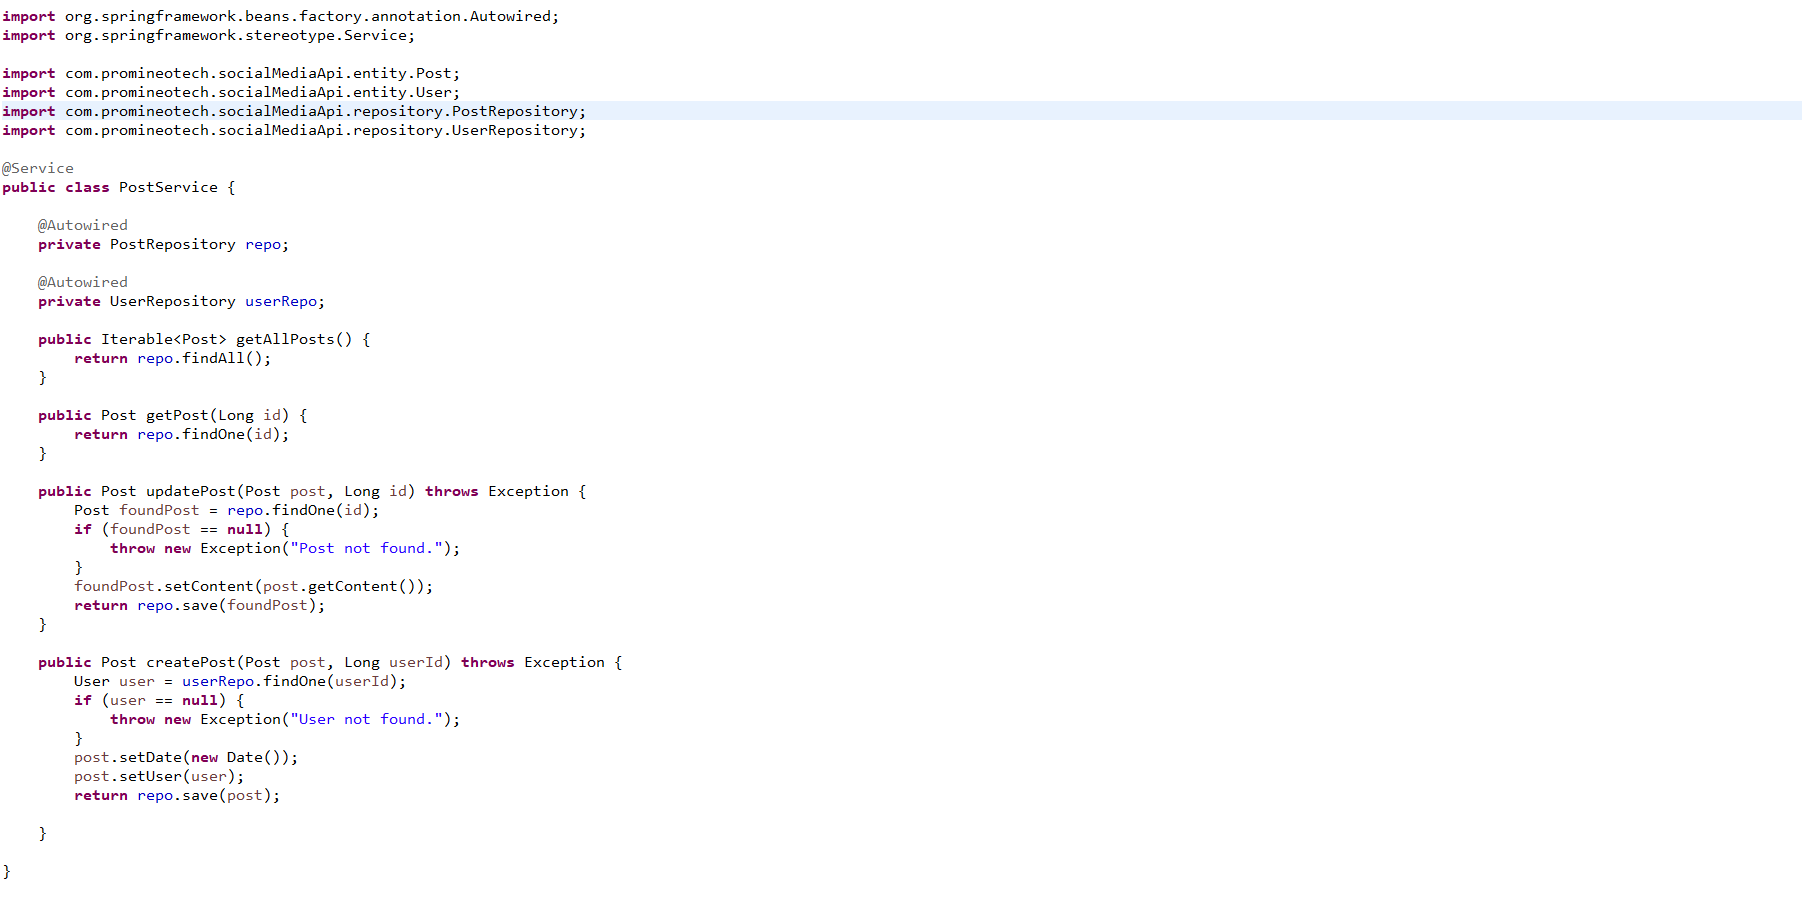 import org.springframework.beans.factory.annotation.Autowired;
import org.springframework.stereotype.Service;
import com.promineotech.socialMediaApi.entity.Post;
import com.promineotech.socialMediaApi.entity.User;
import com.promineotech.socialMediaApi.repository.PostRepository;
import com.promineotech.socialMediaApi.repository.UserRepository;
@Service
public class PostService {
@Autowired
private PostRepository repo;
@Autowired
private UserRepository userRepo;
public Iterable<Post> getAllPosts() {
return repo.findAll();
}
public Post getPost(Long id) {
return repo.findOne(id);
}
public Post updatePost(Post post, Long id) throws Exception {
Post foundPost = repo.findOne(id);
if (foundPost == null) {
throw new Exception("Post not found.");
}
foundPost.setContent(post.getContent());
return repo.save(foundPost);
}
public Post createPost(Post post, Long userId) throws Exception {
User user = userRepo.findOne(userId);
if (user == null) {
throw new Exception("User not found.");
}
post.setDate(new Date());
post.setUser(user);
return repo.save(post);
}
}